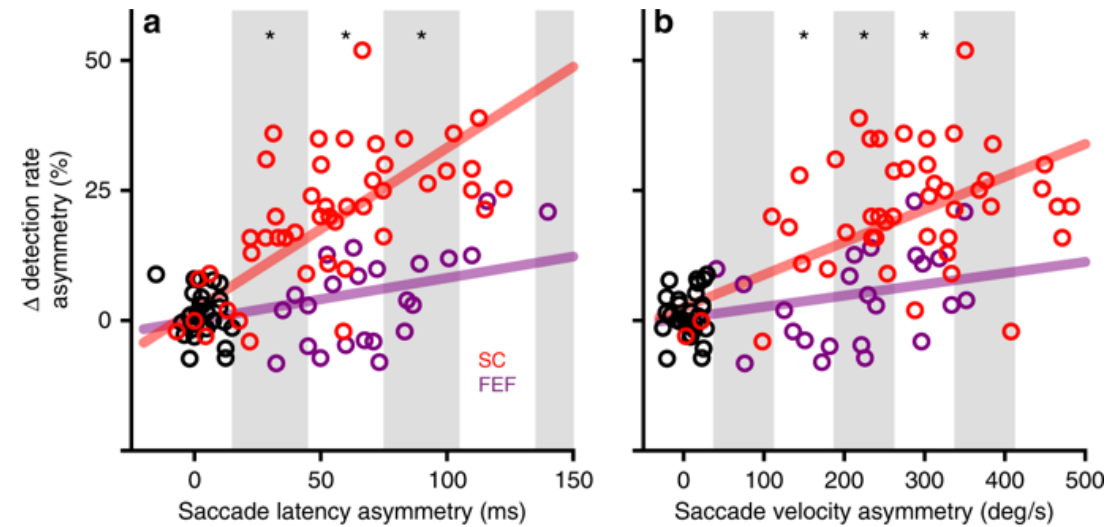 a
b
* * *
* * *
50
25
0
Δ detection rate
asymmetry (%)
SC
FEF
0 50 100 150
0 100 200 300 400 500
Saccade latency asymmetry (ms)
Saccade velocity asymmetry (deg/s)